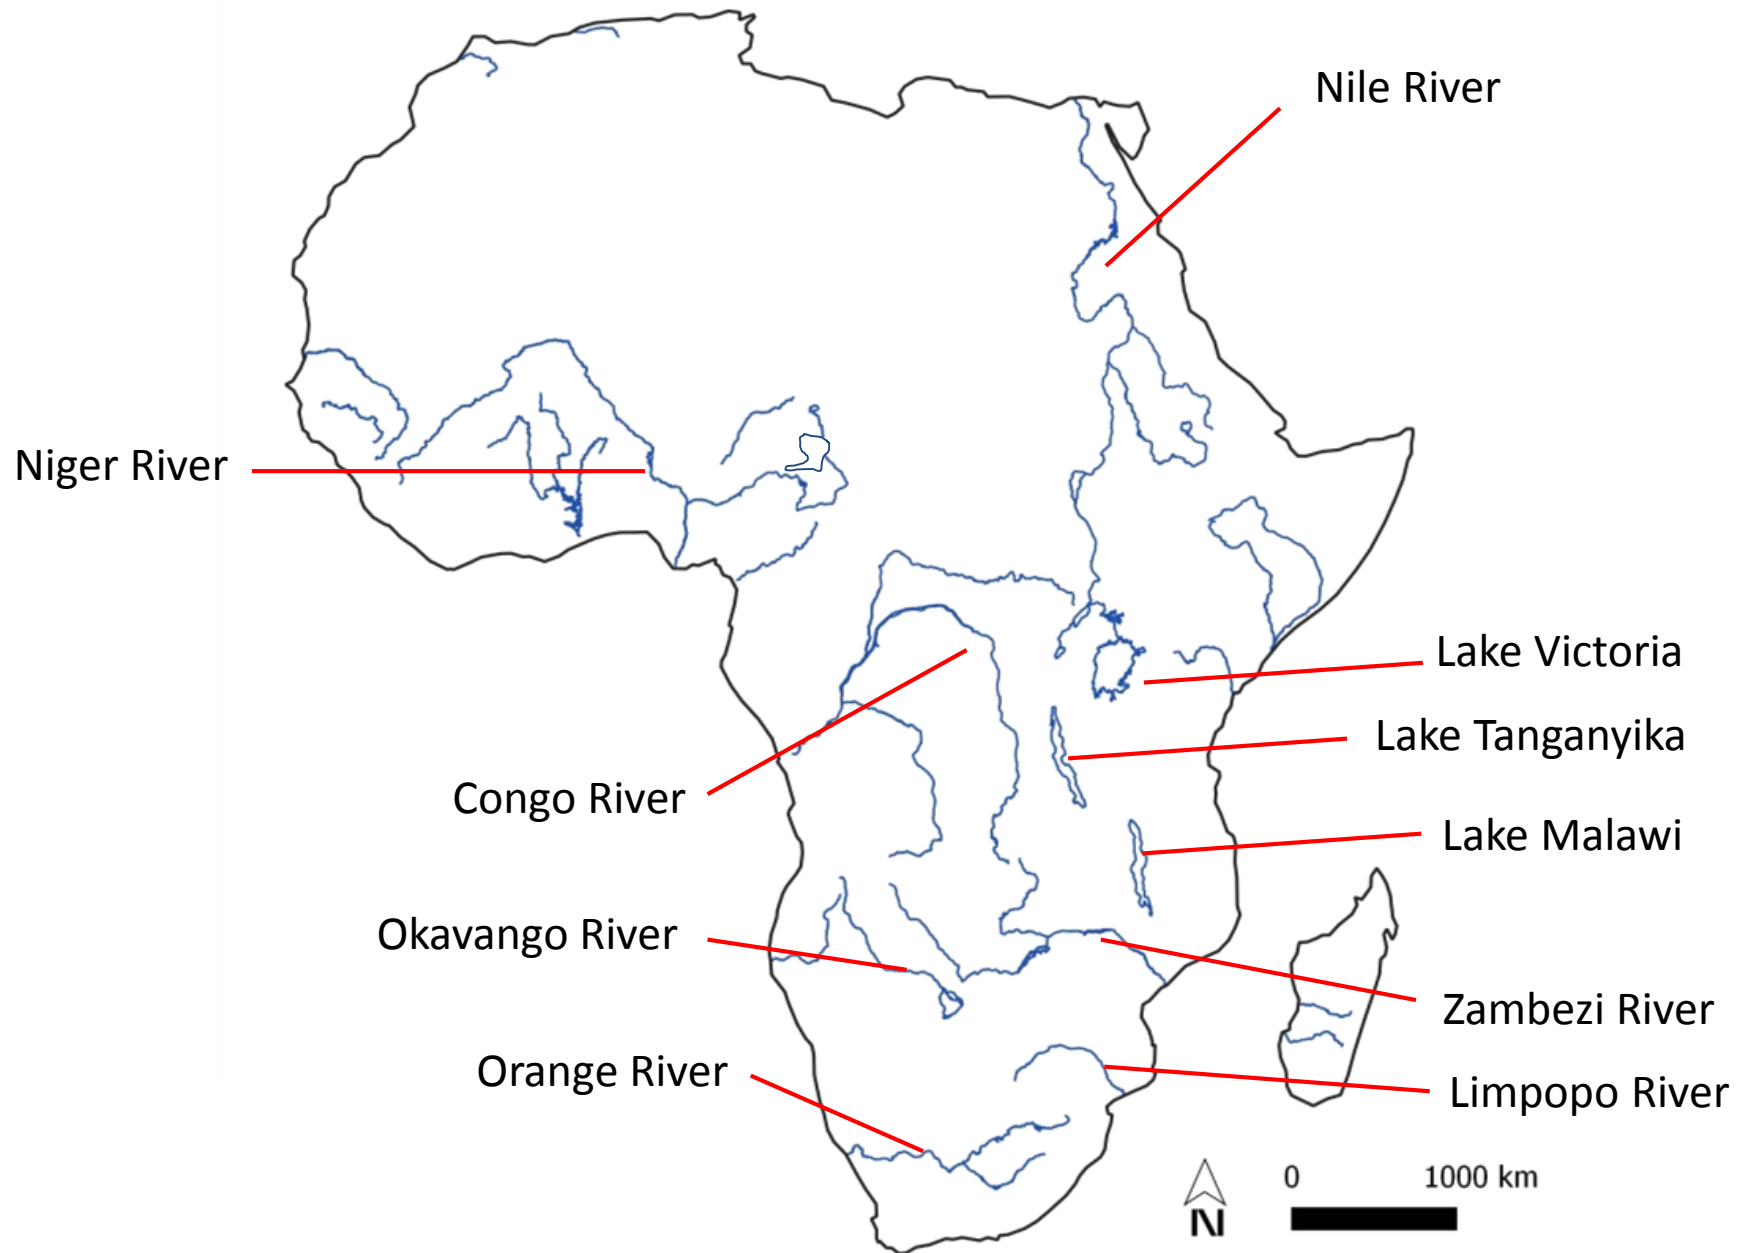 Nile River
Niger River
Lake Victoria
Lake Tanganyika
Congo River
Lake Malawi
Okavango River
Zambezi River
Orange River
Limpopo River
0 1000 km
N